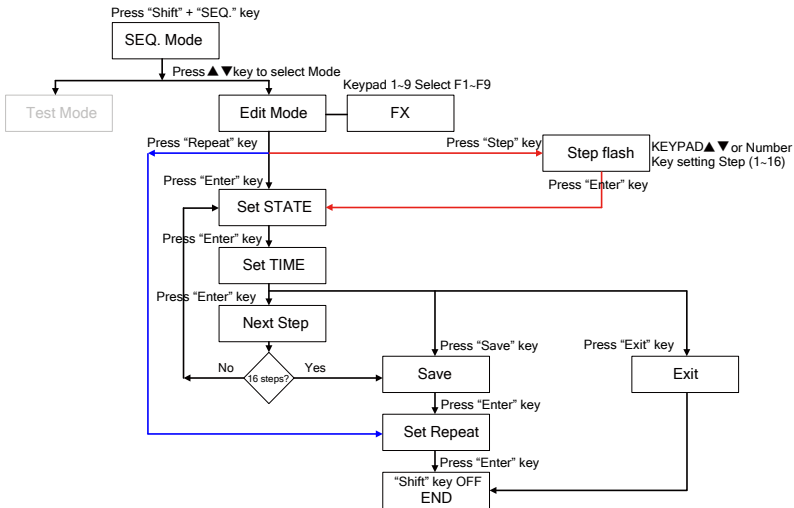 Press “Shift” + “SEQ.” key
SEQ. Mode
Press ▲ ▼key to select Mode
Keypad 1~9 Select F1~F9
Test Mode
Edit Mode
FX
Press “Repeat” key
Press “Step” key
Step flash
KEYPAD▲ ▼ or Number
Key setting Step (1~16)
Press “Enter” key
Press “Enter” key
Set STATE
Press “Enter” key
Set TIME
Press “Enter” key
Next Step
Press “Save” key
Press “Exit” key
No
16 steps?
Yes
Save
Exit
Press “Enter” key
Set Repeat
Press “Enter” key
“Shift” key OFF
END